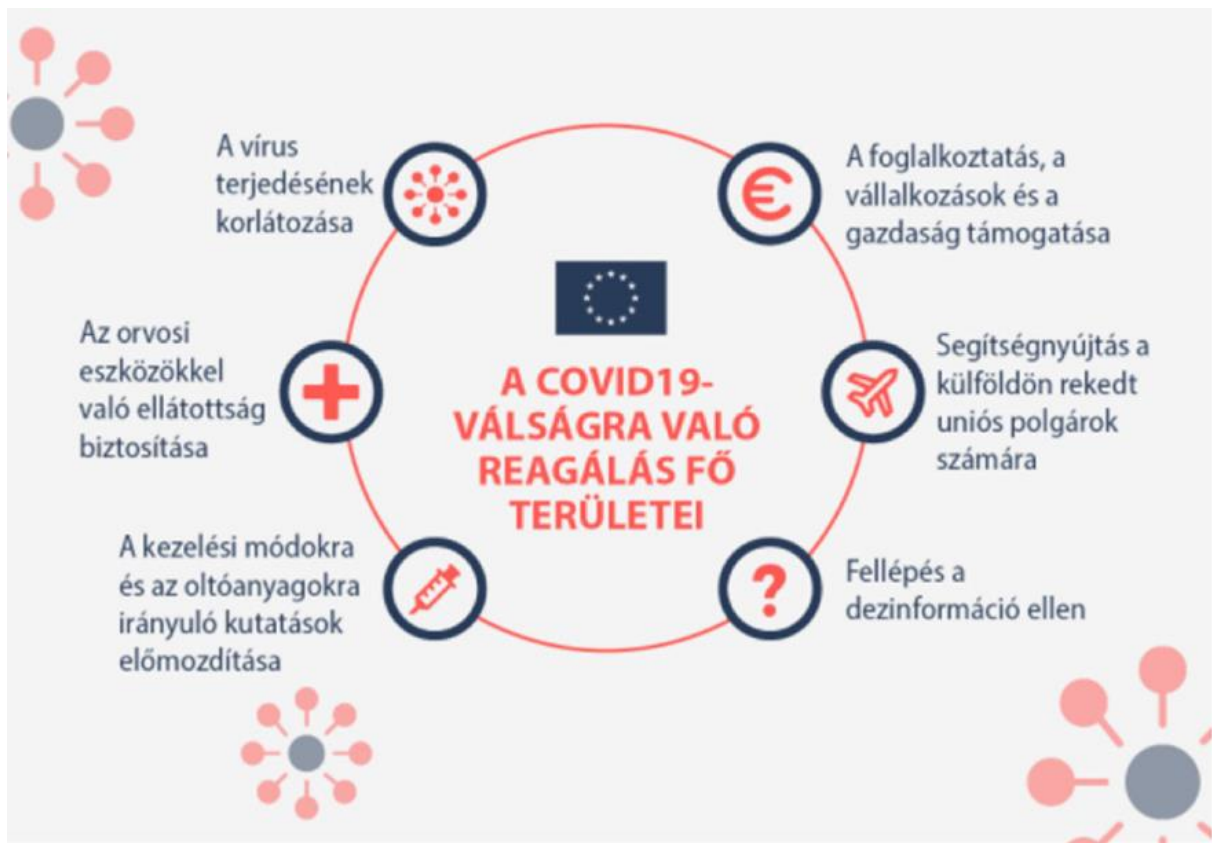 A COVID19-
VÁLSÁGRA VALÓ
REAGÁLÁS FŐ
TERÜLETEI
A vírus
terjedésének
korlátozása
Az orvosi
eszközökkel
való ellátottság
biztosítása
A kezelési módokra
és az oltóanyagokra
irányuló kutatások
előmozdítása
A foglalkoztatás, a
vállalkozások és a
gazdaság támogatása
Segítségnyújtás a
külföldön rekedt
uniós polgárok
számára
Fellépés a
dezinformáció ellen